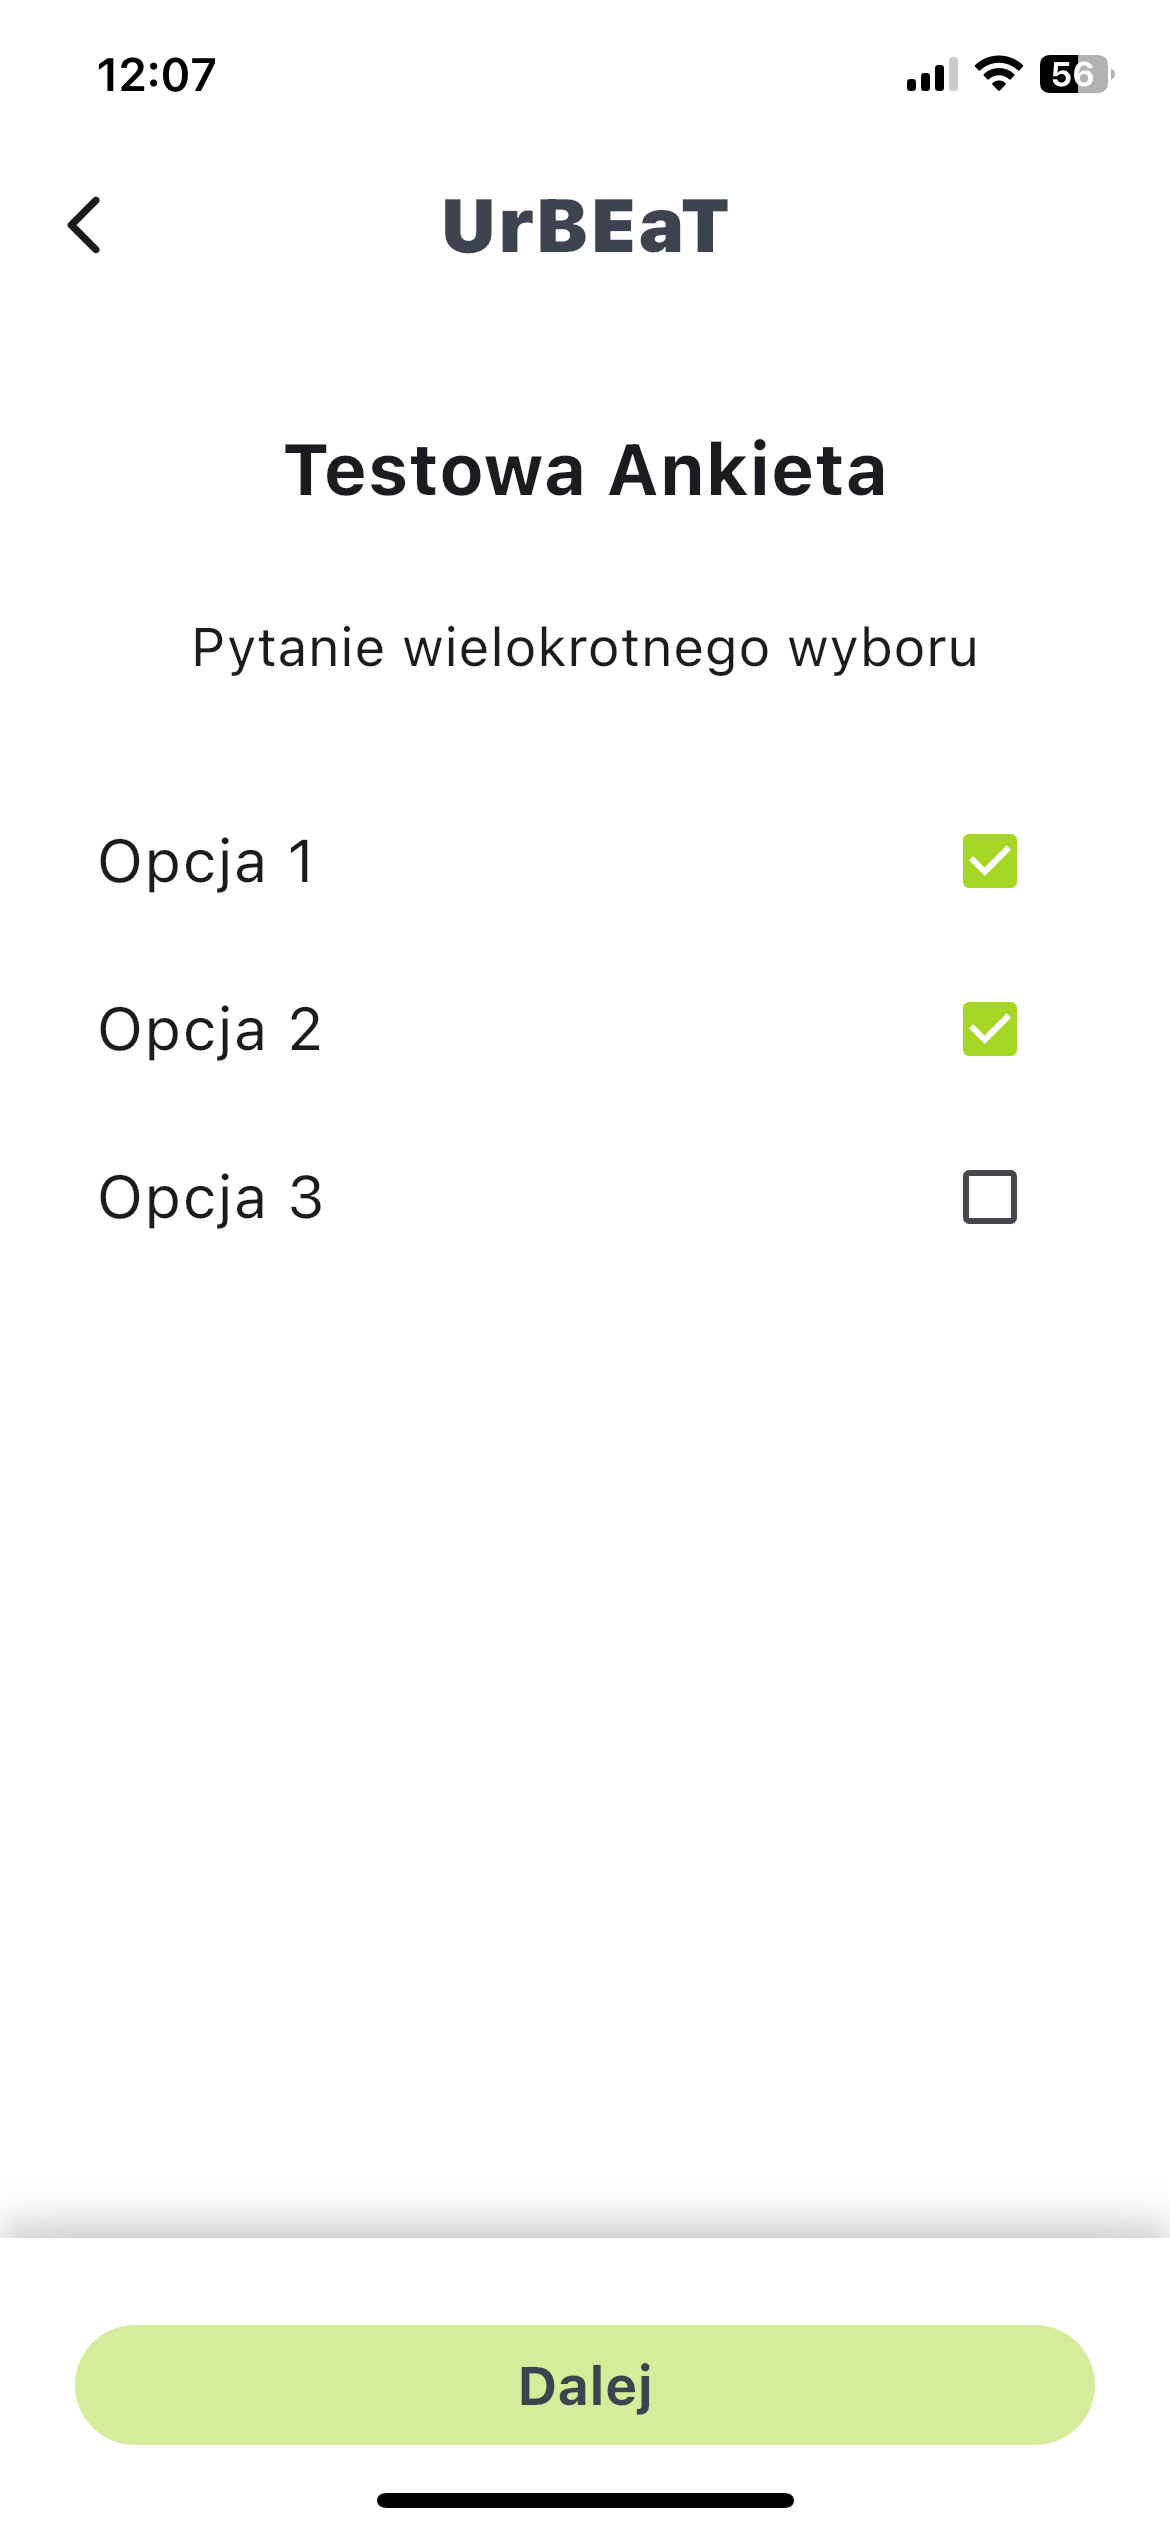 12:07
56
UrBEaT
Testowa Ankieta
Pytanie wielokrotnego wyboru
Opcja 1
Opcja 2
Opcja 3
Dalej